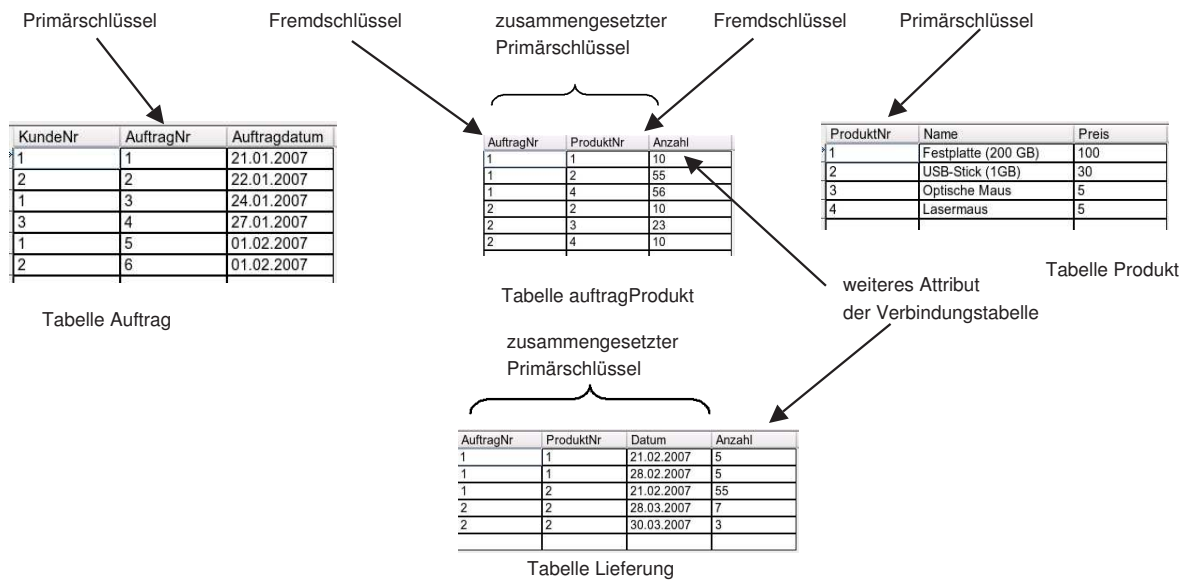 Primärschlüssel
Fremdschlüssel
zusammengesetzter
Primärschlüssel
Fremdschlüssel
Primärschlüssel
KundeNr AuftragNr Auftragdatum
1 1 21.01.2007
2 2 22.01.2007
1 3 24.01.2007
3 4 27.01.2007
1 5 01.02.2007
2 6 01.02.2007
Tabelle Auftrag
AuftragNr ProduktNr Anzahl
1 1 10
1 2 55
1 4 56
2 2 10
2 3 23
2 4 10
Tabelle auftragProdukt
ProduktNr Name Preis
1 Festplatte (200 GB) 100
2 USB-Stick (1GB) 30
3 Optische Maus 5
4 Lasermaus 5
Tabelle Produkt
weiteres Attribut
der Verbindungstabelle
zusammengesetzter
Primärschlüssel
AuftragNr ProduktNr Datum Anzahl
1 1 21.02.2007 5
1 1 28.02.2007 5
1 2 21.02.2007 55
2 2 28.03.2007 7
2 2 30.03.2007 3
Tabelle Lieferung